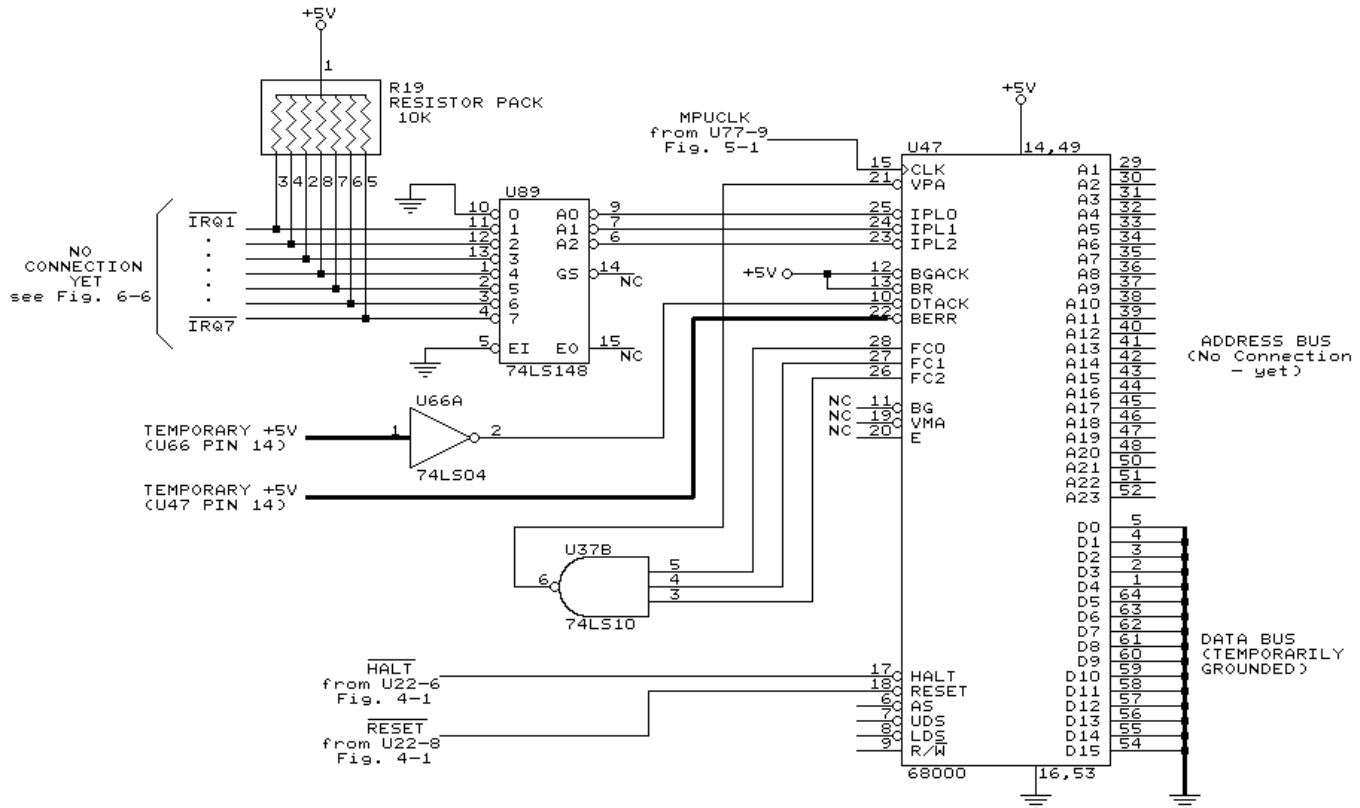 +5V
1
R19
RESISTOR PACK
10K
3 4 2 8 7 6 5
NO
CONNECTION
YET
see Fig. 6-6
IRQ1
IRQ7
U89
10 0 A0 9
11 1 A1 7
12 2 A2 6
13 3
1 4 GS 14 NC
2 5
3 6
4 7
5 EI EO 15 NC
74LS148
U66A
TEMPORARY +5V
(U66 PIN 14)
1 2
74LS04
TEMPORARY +5V
(U47 PIN 14)
U37B
6 5
4
3
74LS10
HALT
from U22-6
Fig. 4-1
RESET
from U22-8
Fig. 4-1
MPUCLK
from U77-9
Fig. 5-1
+5V
U47 14,49
15 CLK
21 VPA
25 IPL0
24 IPL1
23 IPL2
+5V
12 BGACK
13 BR
10 DTACK
22 BERR
28 FC0
27 FC1
26 FC2
NC 11 BG
NC 19 VMA
NC 20 E
17 HALT
18 RESET
6 AS
7 UDS
8 LDS
9 R/W
68000 16,53
A1 29
A2 30
A3 31
A4 32
A5 33
A6 34
A7 35
A8 36
A9 37
A10 38
A11 39
A12 40
A13 41
A14 42
A15 43
A16 44
A17 45
A18 46
A19 47
A20 48
A21 50
A22 51
A23 52
ADDRESS BUS
(No Connection
- yet)
D0 5
D1 4
D2 3
D3 2
D4 1
D5 64
D6 63
D7 62
D8 61
D9 60
D10 59
D11 58
D12 57
D13 56
D14 55
D15 54
DATA BUS
(TEMPORARILY
GROUNDED)